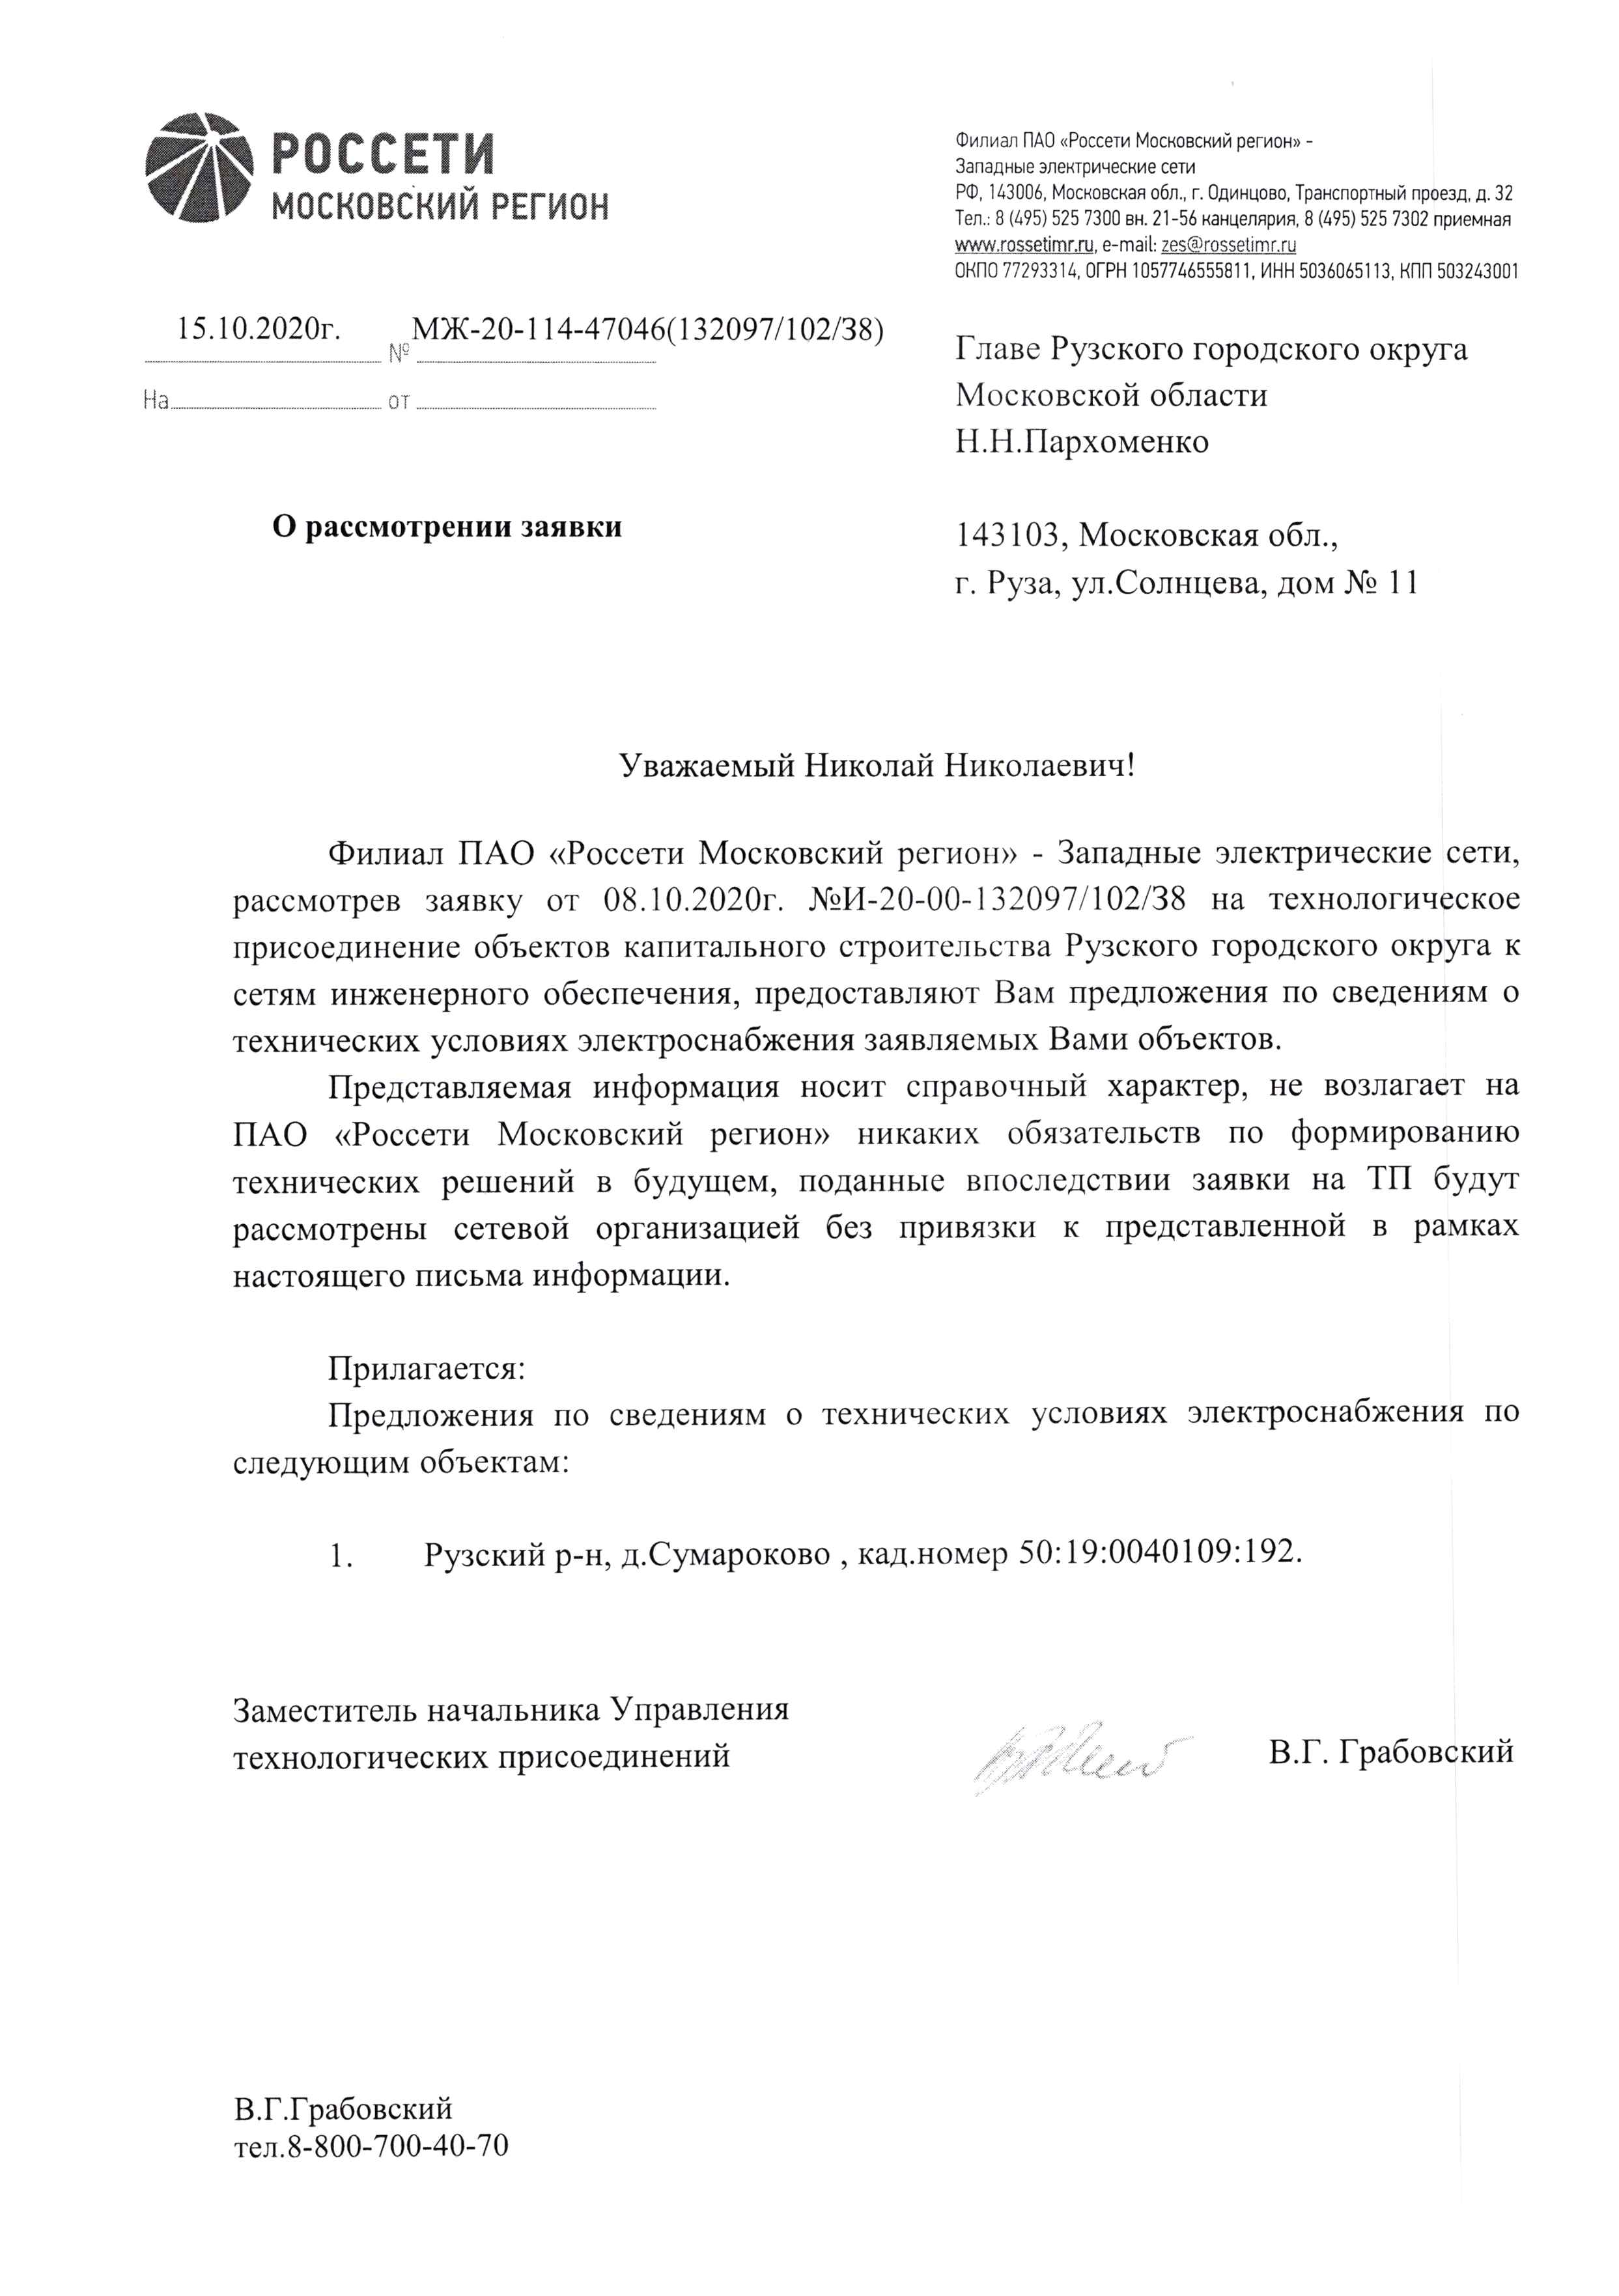 РОССЕТИ
МОСКОВСКИЙ РЕГИОН
Филиал ПАО «Россети Московский регион» -
Западные электрические сети
РФ, 143006, Московская обл., г. Одинцово, Транспортный проезд, д. 32
Тел.: 8 (495) 525 7300 вн. 21-56 канцелярия, 8 (495) 525 7302 приемная
www.rossetimr.ru, e-mail: zes@rossetimr.ru
ОКПО 77293314, ОГРН 1057746555811, ИНН 5036065113, КПП 503243001
15.10.2020г. № МЖ-20-114-47046(132097/102/З8)
На от
Главе Рузского городского округа
Московской области
Н.Н.Пархоменко
О рассмотрении заявки
143103, Московская обл.,
г. Руза, ул.Солнцева, дом № 11
Уважаемый Николай Николаевич!
Филиал ПАО «Россети Московский регион» - Западные электрические сети,
рассмотрев заявку от 08.10.2020г. №И-20-00-132097/102/З8 на технологическое
присоединение объектов капитального строительства Рузского городского округа к
сетям инженерного обеспечения, предоставляют Вам предложения по сведениям о
технических условиях электроснабжения заявляемых Вами объектов.
Представляемая информация носит справочный характер, не возлагает на
ПАО «Россети Московский регион» никаких обязательств по формированию
технических решений в будущем, поданные впоследствии заявки на ТП будут
рассмотрены сетевой организацией без привязки к представленной в рамках
настоящего письма информации.
Прилагается:
Предложения по сведениям о технических условиях электроснабжения по
следующим объектам:
1. Рузский р-н, д.Сумароково , кад.номер 50:19:0040109:192.
Заместитель начальника Управления
технологических присоединений
В.Г. Грабовский
В.Г.Грабовский
тел.8-800-700-40-70